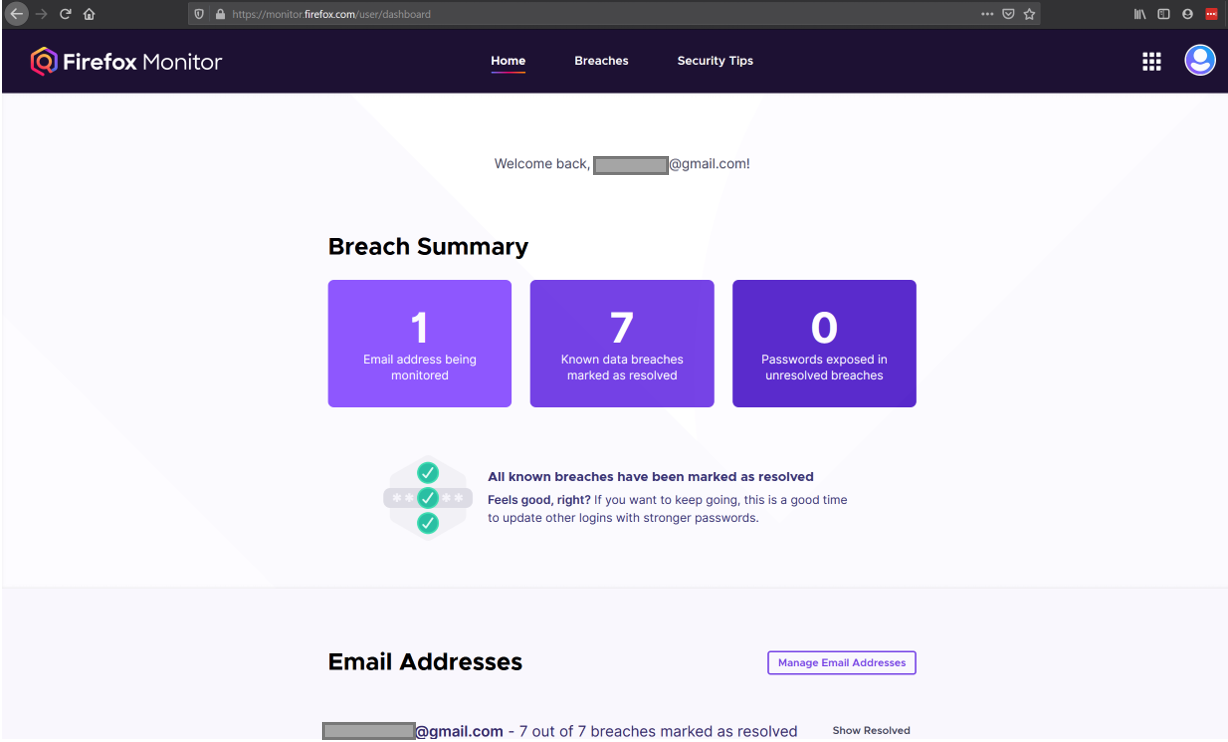 https://monitor.firefox.com/user/dashboard
Firefox Monitor
Home
Breaches
Security Tips
Welcome back, @gmail.com!
Breach Summary
1
Email address being
monitored
7
Known data breaches
marked as resolved
0
Passwords exposed in
unresolved breaches
All known breaches have been marked as resolved
Feels good, right? If you want to keep going, this is a good time
to update other logins with stronger passwords.
Email Addresses
Manage Email Addresses
@gmail.com - 7 out of 7 breaches marked as resolved
Show Resolved